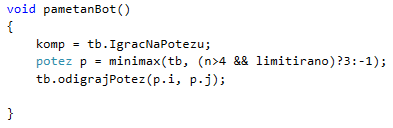 void pametanBot()
{
komp = tb.IgracNaPotezu;
potez p = minimax(tb, (n>4 && limitirano)?3:-1);
tb.odigrajPotez(p.i, p.j);
}